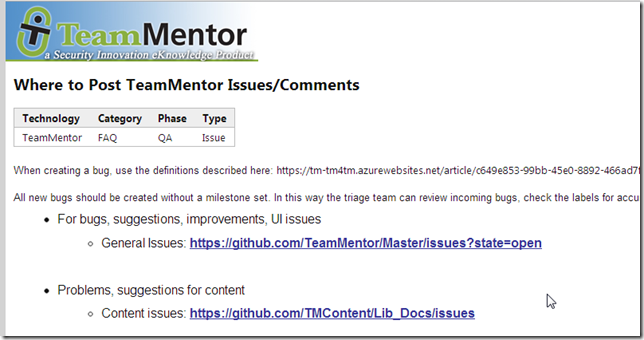 TeamMentor
a Security Innovation eKnowledge Product
Where to Post TeamMentor Issues/Comments
Technology Category Phase Type
TeamMentor FAQ QA Issue
When creating a bug, use the definitions described here: https://tm-tm4tm.azurewebsites.net/article/c649e853-99bb-45e0-8892-466ad7f
All new bugs should be created without a milestone set. In this way the triage team can review incoming bugs, check the labels for accu
For bugs, suggestions, improvements, UI issues
General Issues: https://github.com/TeamMentor/Master/issues?state=open
Problems, suggestions for content
Content issues: https://github.com/TMContent/Lib_Docs/issues